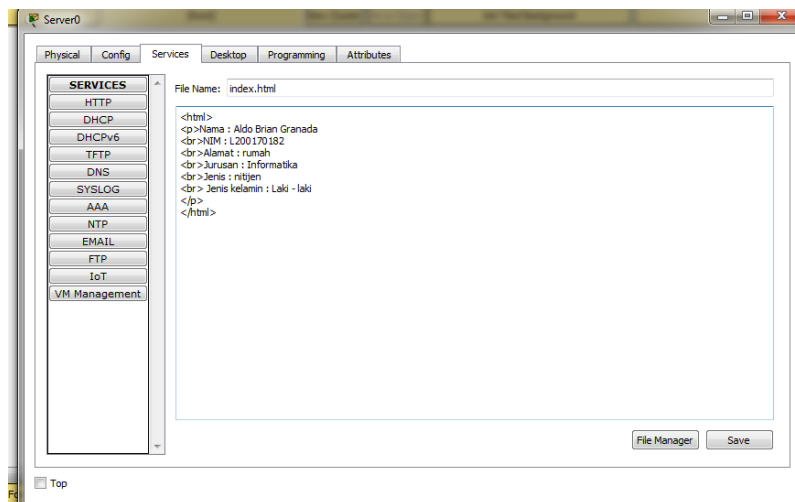 Server0
Physical Config Services Desktop Programming Attributes
SERVICES
HTTP
DHCP
DHCPv6
TFTP
DNS
SYSLOG
AAA
NTP
EMAIL
FTP
IoT
VM Management
File Name: index.html
<html>
<p>Nama : Aldo Brian Granada
<br>NIM : L200170182
<br>Alamat : rumah
<br>Jurusan : Informatika
<br>Jenis : nitijen
<br> Jenis kelamin : Laki - laki
</p>
</html>
File Manager Save
Top